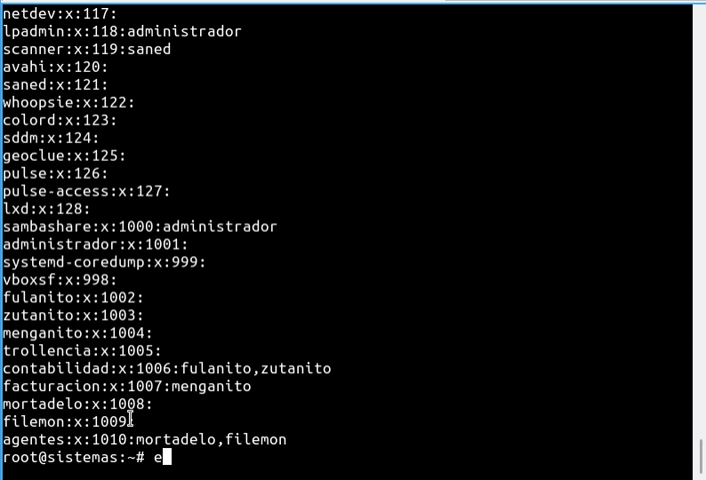 netdev:x:117:
lpadmin:x:118:administrador
scanner:x:119:saned
avahi:x:120:
saned:x:121:
whoopsie:x:122:
colord:x:123:
sddm:x:124:
geoclue:x:125:
pulse:x:126:
pulse-access:x:127:
lxd:x:128:
sambashare:x:1000:administrador
administrador:x:1001:
systemd-coredump:x:999:
vboxsf:x:998:
fulanito:x:1002:
zutanito:x:1003:
menganito:x:1004:
trollencia:x:1005:
contabilidad:x:1006:fulanito,zutanito
facturacion:x:1007:menganito
mortadelo:x:1008:
filemon:x:1009:
agentes:x:1010:mortadelo,filemon
root@sistemas:~# e